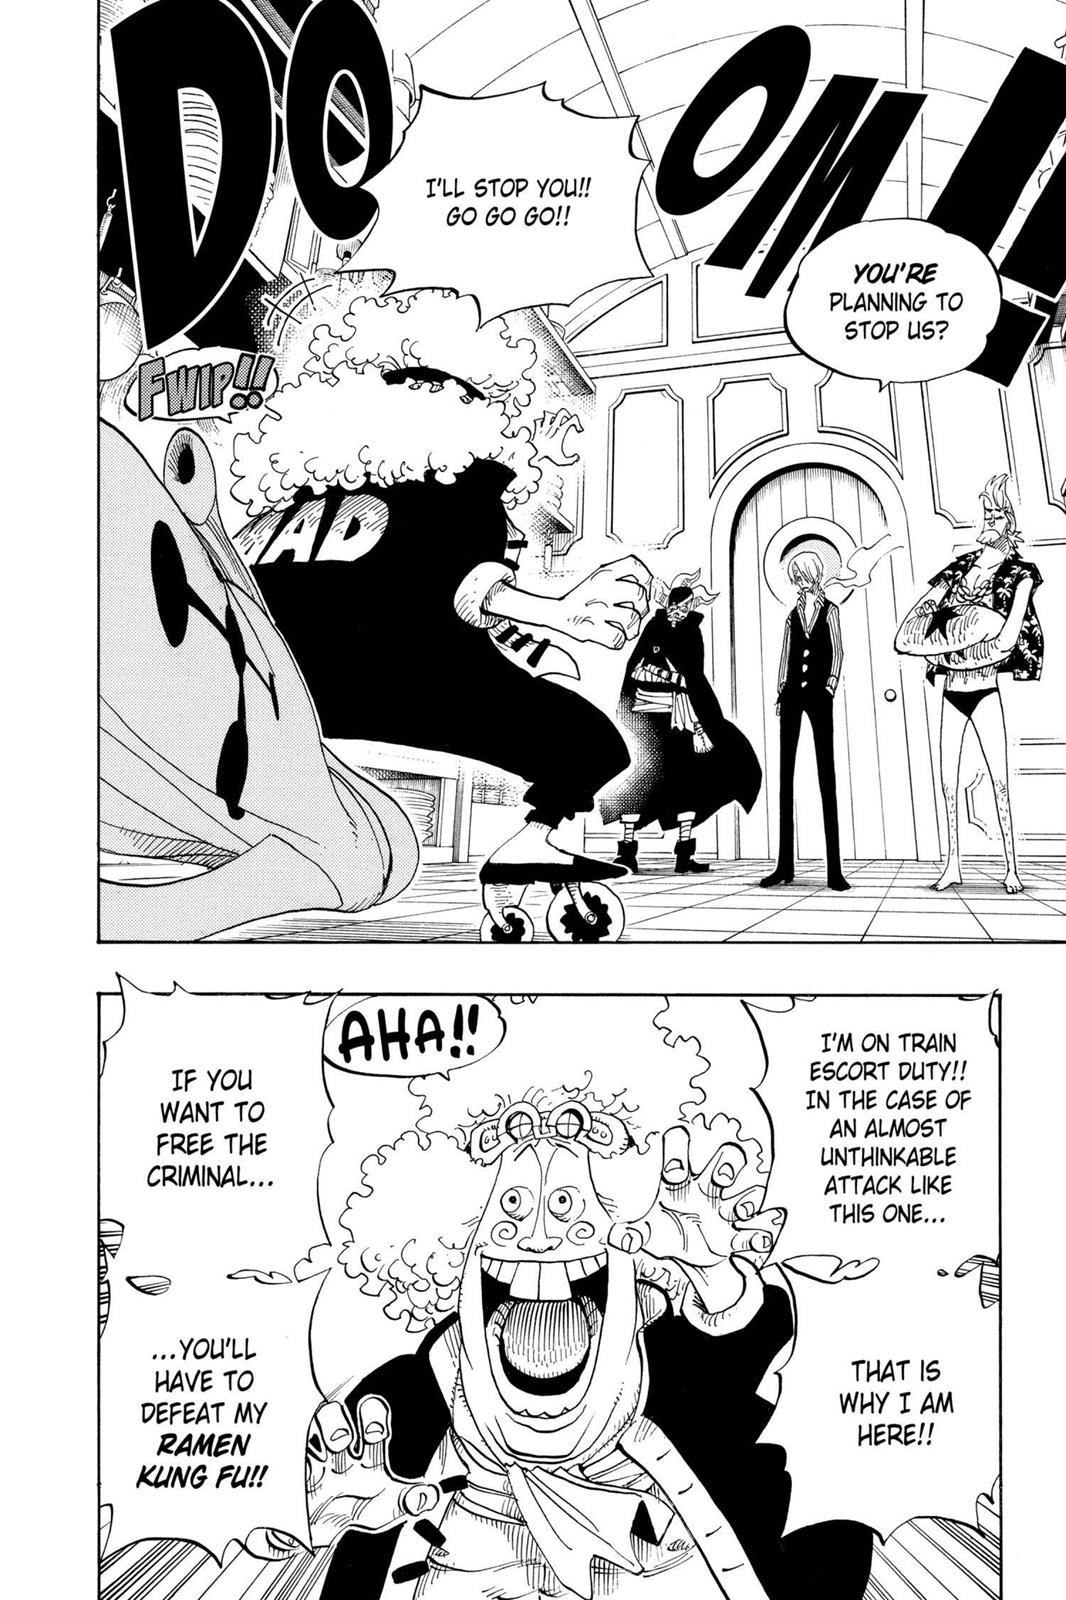 DOOM!!
YOU'RE
PLANNING TO
STOP US?
I'LL STOP YOU!!
GO GO GO!!
FWIP!!
AD
I'M ON TRAIN
ESCORT DUTY!!
IN THE CASE OF
AN ALMOST
UNTHINKABLE
ATTACK LIKE
THIS ONE...
THAT IS
WHY I AM
HERE!!
AHA!!
IF YOU
WANT TO
FREE THE
CRIMINAL...
...YOU'LL
HAVE TO
DEFEAT MY
RAMEN
KUNG FU!!